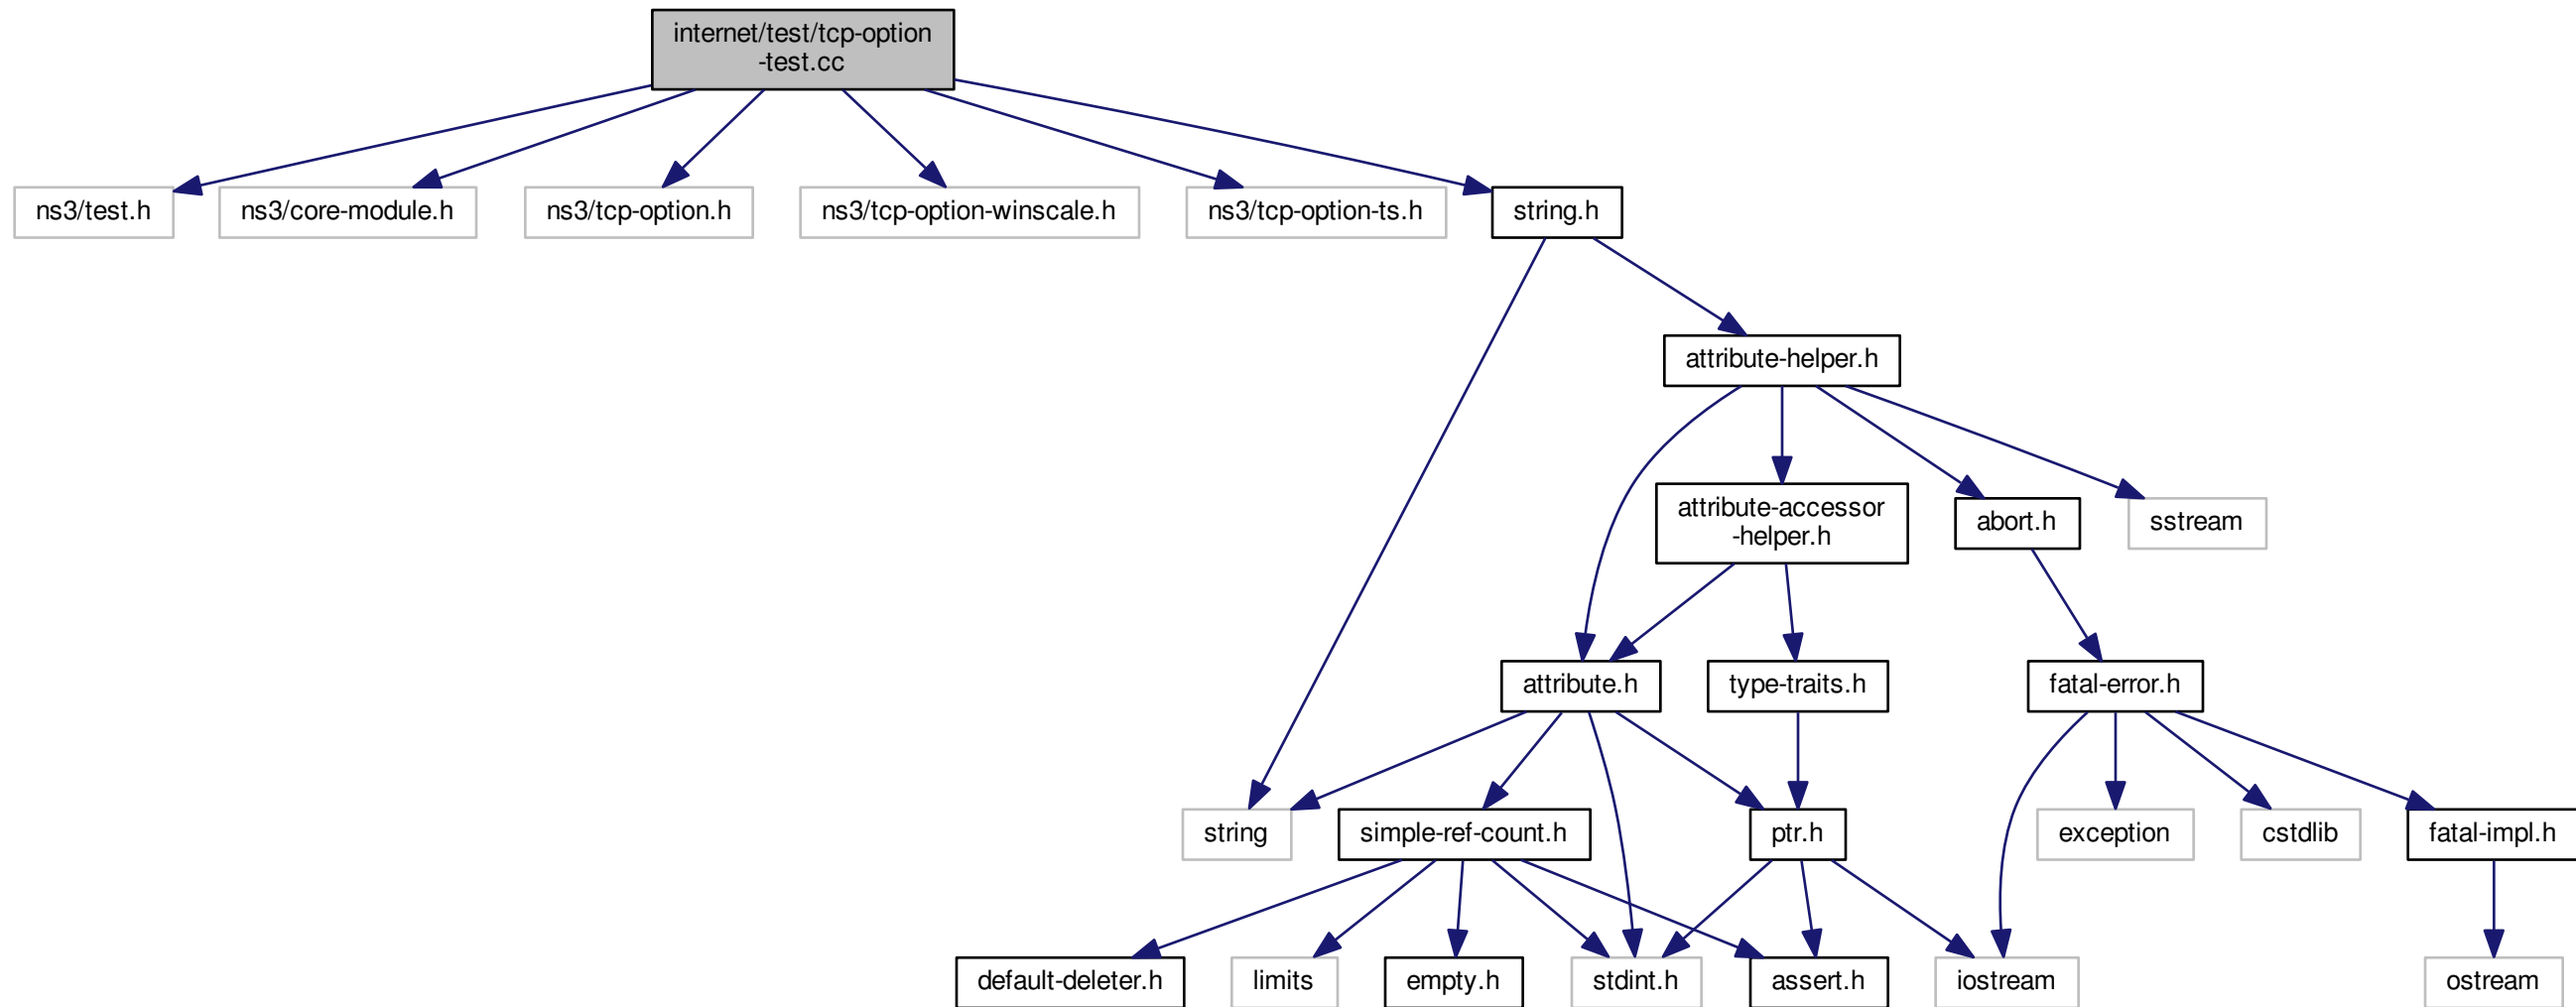 internet/test/tcp-option
-test.cc
ns3/test.h
ns3/core-module.h
ns3/tcp-option.h
ns3/tcp-option-winscale.h
ns3/tcp-option-ts.h
string.h
attribute-helper.h
attribute-accessor
-helper.h
abort.h
sstream
attribute.h
type-traits.h
fatal-error.h
string
simple-ref-count.h
ptr.h
exception
cstdlib
fatal-impl.h
default-deleter.h
limits
empty.h
stdint.h
assert.h
iostream
ostream